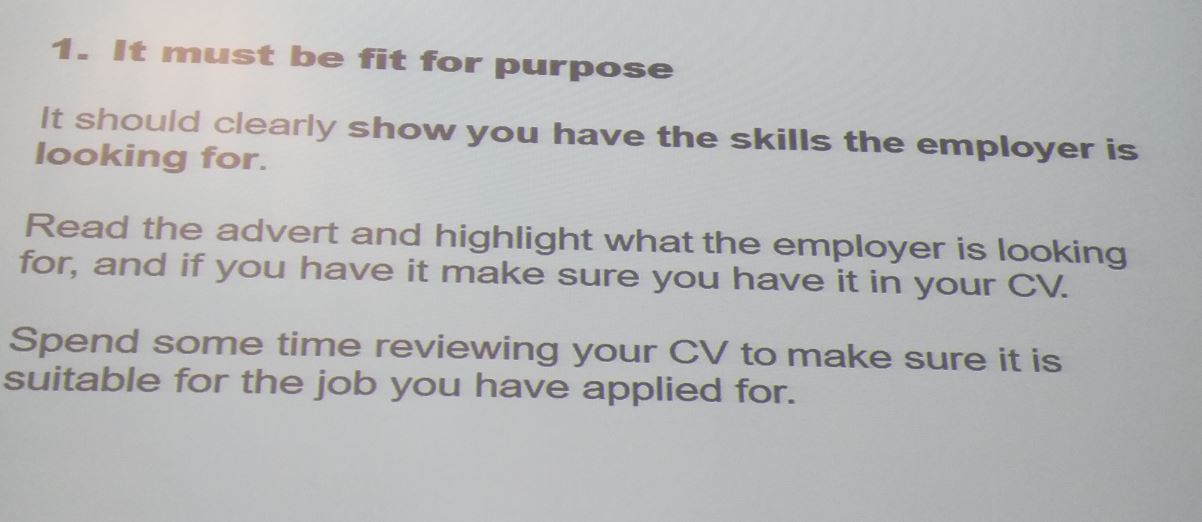 1. It must be fit for purpose
It should clearly show you have the skills the employer is
looking for.
Read the advert and highlight what the employer is looking
for, and if you have it make sure you have it in your CV.
Spend some time reviewing your CV to make sure it is
suitable for the job you have applied for.